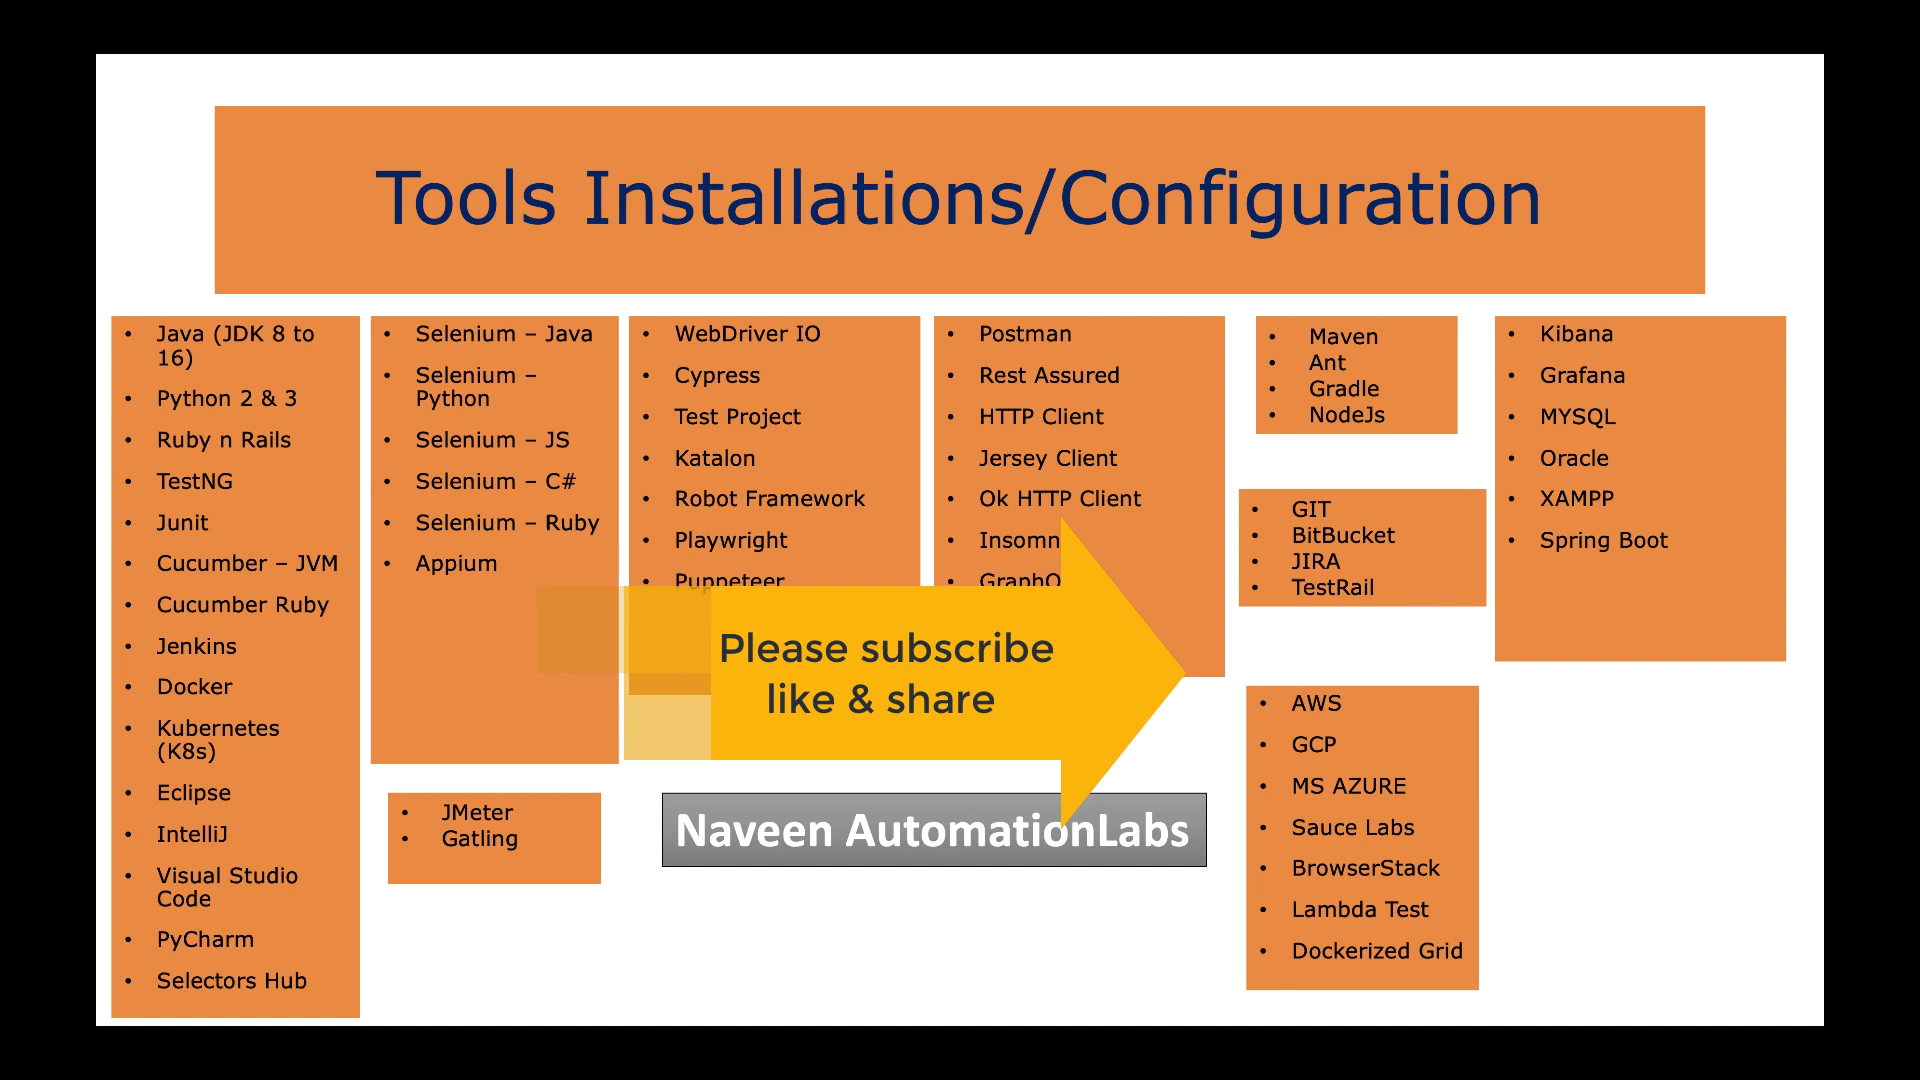 Tools Installations/Configuration
• Java (JDK 8 to
16)
• Python 2 & 3
• Ruby n Rails
• TestNG
• Junit
• Cucumber – JVM
• Cucumber Ruby
• Jenkins
• Docker
• Kubernetes
(K8s)
• Eclipse
• IntelliJ
• Visual Studio
Code
• PyCharm
• Selectors Hub
• Selenium – Java
• Selenium –
Python
• Selenium – JS
• Selenium – C#
• Selenium – Ruby
• Appium
• JMeter
• Gatling
• WebDriver IO
• Cypress
• Test Project
• Katalon
• Robot Framework
• Playwright
• Puppeteer
• Postman
• Rest Assured
• HTTP Client
• Jersey Client
• Ok HTTP Client
Please subscribe
like & share
Naveen AutomationLabs
• Maven
• Ant
• Gradle
• NodeJs
• GIT
• BitBucket
• JIRA
• TestRail
• AWS
• GCP
• MS AZURE
• Sauce Labs
• BrowserStack
• Lambda Test
• Dockerized Grid
• Kibana
• Grafana
• MYSQL
• Oracle
• XAMPP
• Spring Boot